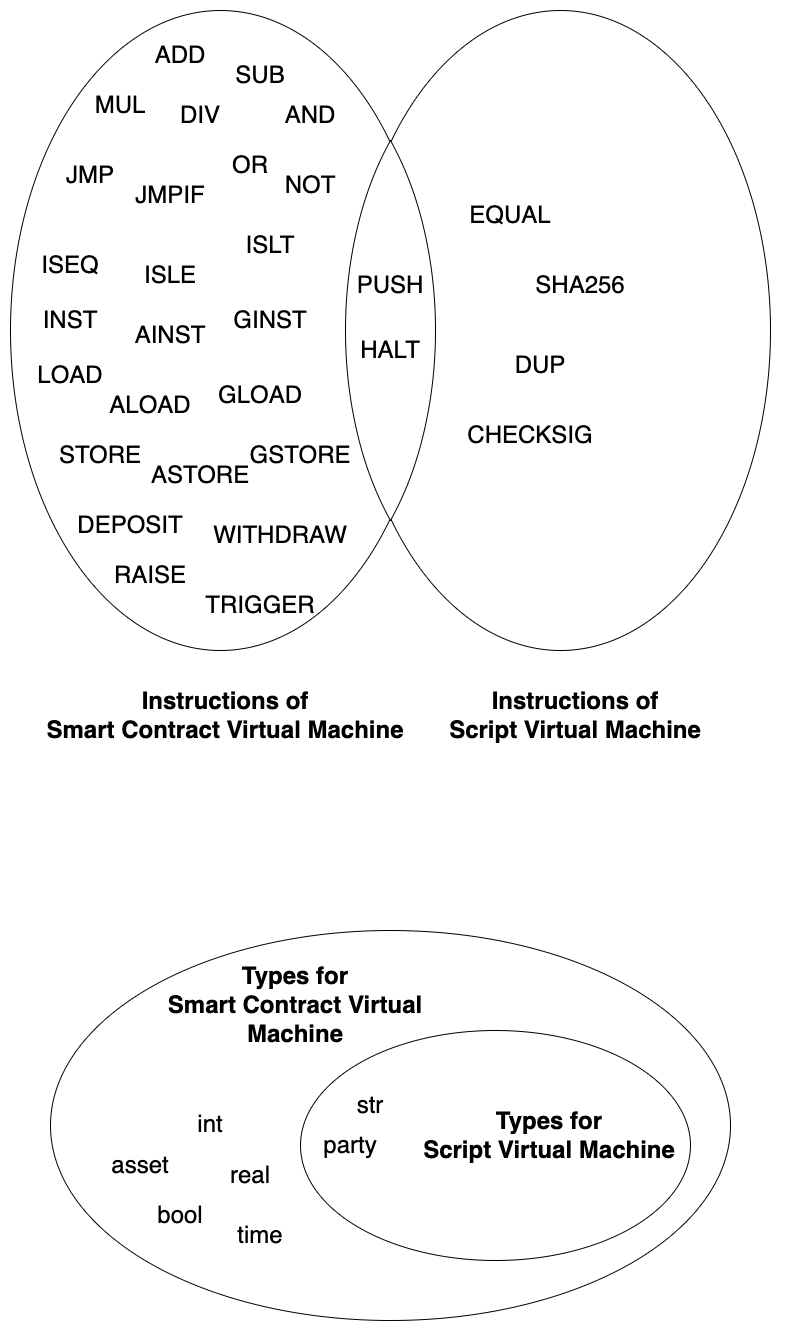 ADD
SUB
MUL
DIV
AND
OR
JMP
JMPIF
NOT
ISLT
ISEQ
ISLE
INST
AINST
GINST
LOAD
ALOAD
GLOAD
STORE
ASTORE
GSTORE
DEPOSIT
WITHDRAW
RAISE
TRIGGER
PUSH
HALT
EQUAL
SHA256
DUP
CHECKSIG
Instructions of
Smart Contract Virtual Machine
Instructions of
Script Virtual Machine
Types for
Smart Contract Virtual
Machine
int
asset
real
bool
time
str
party
Types for
Script Virtual Machine